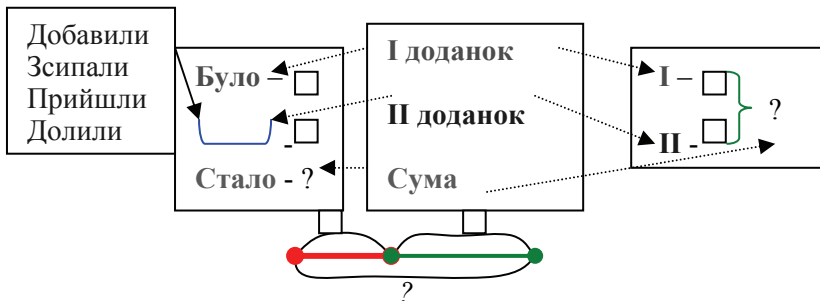 Добавили
Зсипали
Прийшли
Долили
Було –
-
Стало - ?
І доданок
ІІ доданок
Сума
І –
ІІ -
?
?